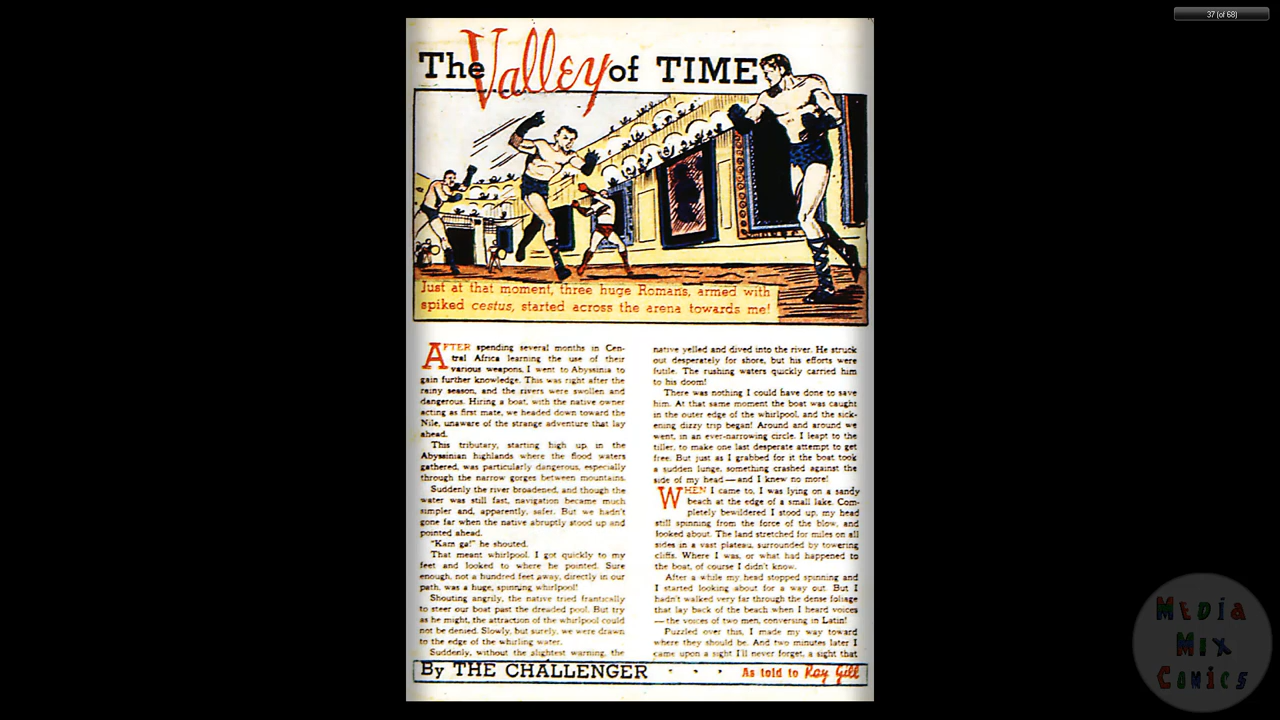 37 (of 68)
The Valley of TIME
Just at that moment, three huge Romans, armed with
spiked cestus, started across the arena towards me!
AFTER spending several months in Cen-
tral Africa learning the use of their
various weapons, I went to Abyssinia to
gain further knowledge. This was right after the
rainy season, and the rivers were swollen and
dangerous. Hiring a boat, with the native owner
acting as first mate, we headed down toward the
Nile, unaware of the strange adventure that lay
ahead.
This tributary, starting high up in the
Abyssinian highlands where the flood waters
gathered, was particularly dangerous, especially
through the narrow gorges between mountains.
Suddenly the river broadened, and though the
water was still fast, navigation became much
simpler and, apparently, safer. But we hadn't
gone far when the native abruptly stood up and
pointed ahead.
"Kam ga!" he shouted.
That meant whirlpool. I got quickly to my
feet and looked to where he pointed. Sure
enough, not a hundred feet away, directly in our
path, was a huge, spinning whirlpool!
Shouting angrily, the native tried frantically
to steer our boat past the dreaded pool. But try
as he might, the attraction of the whirlpool could
not be denied. Slowly, but surely, we were drawn
to the edge of the whirling water.
Suddenly, without the slightest warning, the
native yelled and dived into the river. He struck
out desperately for shore, but his efforts were
futile. The rushing waters quickly carried him
to his doom!
There was nothing I could have done to save
him. At that same moment the boat was caught
in the outer edge of the whirlpool, and the sick-
ening dizzy trip began! Around and around we
went, in an ever-narrowing circle. I leapt to the
tiller, to make one last desperate attempt to get
free. But just as I grabbed for it the boat took
a sudden lunge, something crashed against the
side of my head—and I knew no more!
WHEN I came to, I was lying on a sandy
beach at the edge of a small lake. Com-
pletely bewildered I stood up, my head
still spinning from the force of the blow, and
looked about. The land stretched for miles on all
sides in a vast plateau, surrounded by towering
cliffs. Where I was, or what had happened to
the boat, of course I didn't know.
After a while my head stopped spinning and
I started looking about for a way out. But I
hadn't walked very far through the dense foliage
that lay back of the beach when I heard voices
—the voices of two men, conversing in Latin!
Puzzled over this, I made my way toward
where they should be. And two minutes later I
came upon a sight I'll never forget, a sight that
By THE CHALLENGER . . . As told to Ray Gill
MEDIA
MIX
COMICS